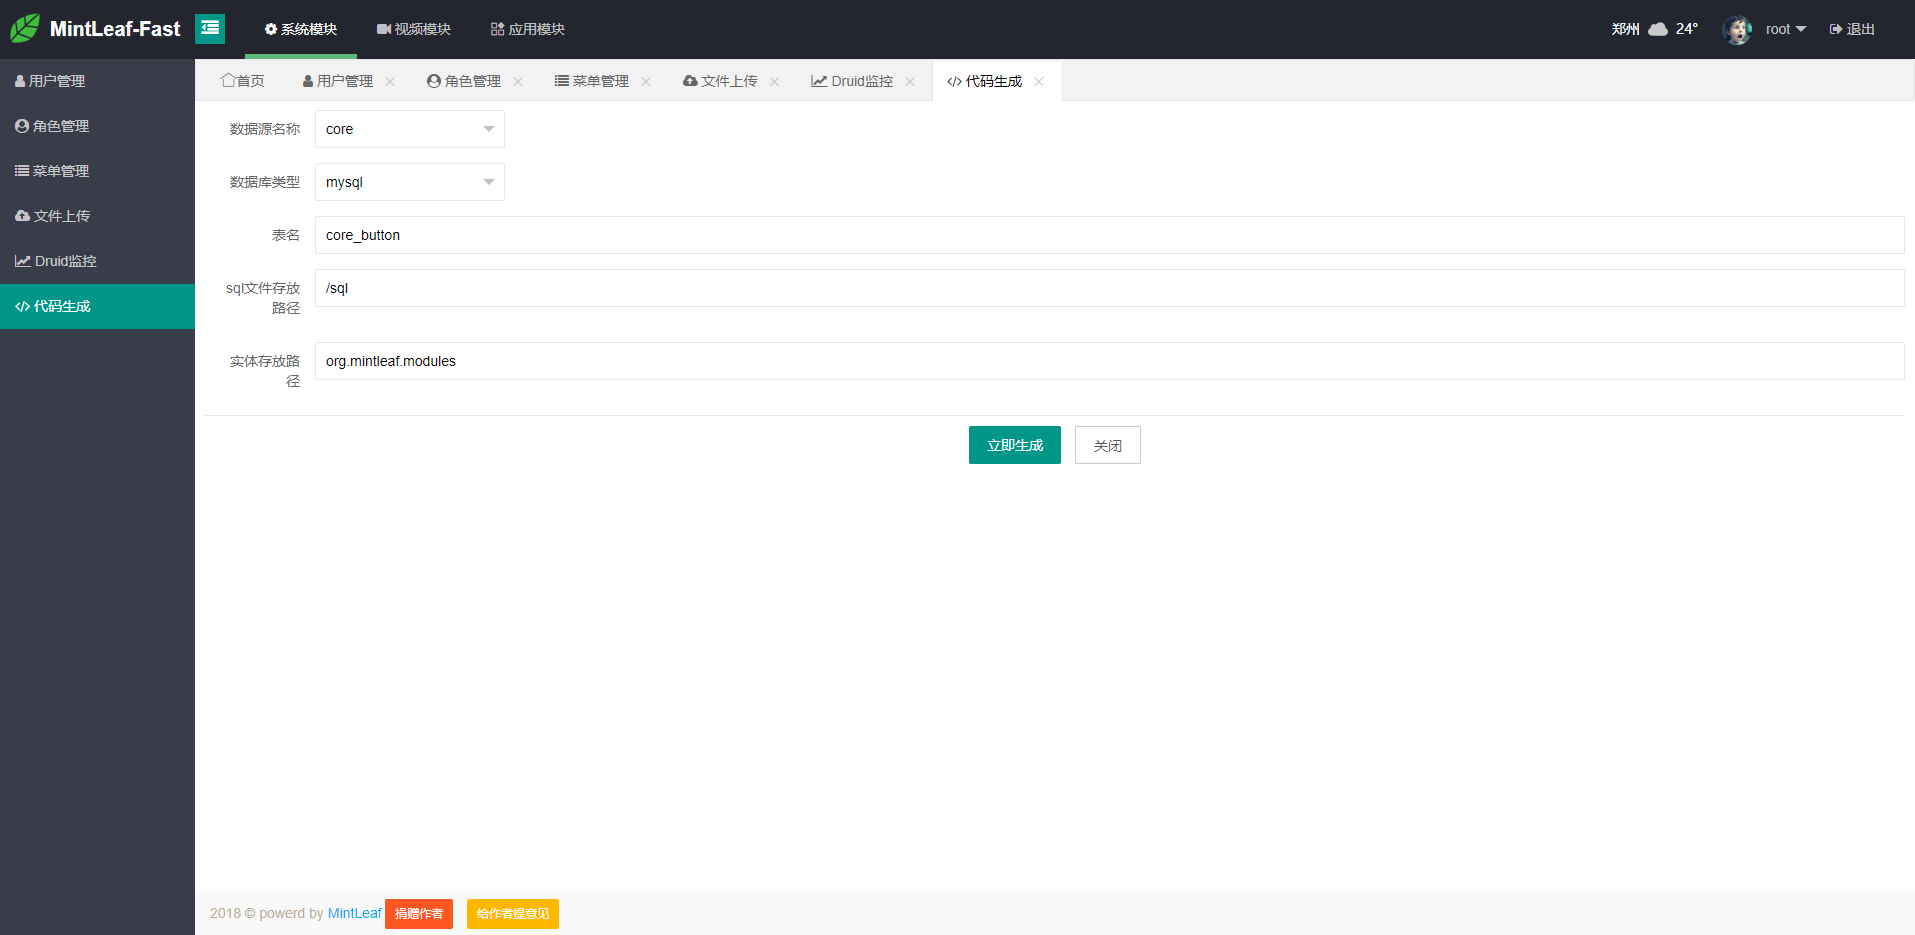 MintLeaf-Fast 系统模块 视频模块 应用模块 郑州 24° root 退出
用户管理
角色管理
菜单管理
文件上传
Druid监控
代码生成
首页 用户管理 角色管理 菜单管理 文件上传 Druid监控 代码生成
数据源名称 core
数据库类型 mysql
表名 core_button
sql文件存放
路径
/sql
实体存放路
径
org.mintleaf.modules
立即生成 关闭
2018 © powerd by MintLeaf 捐赠作者 给作者提意见